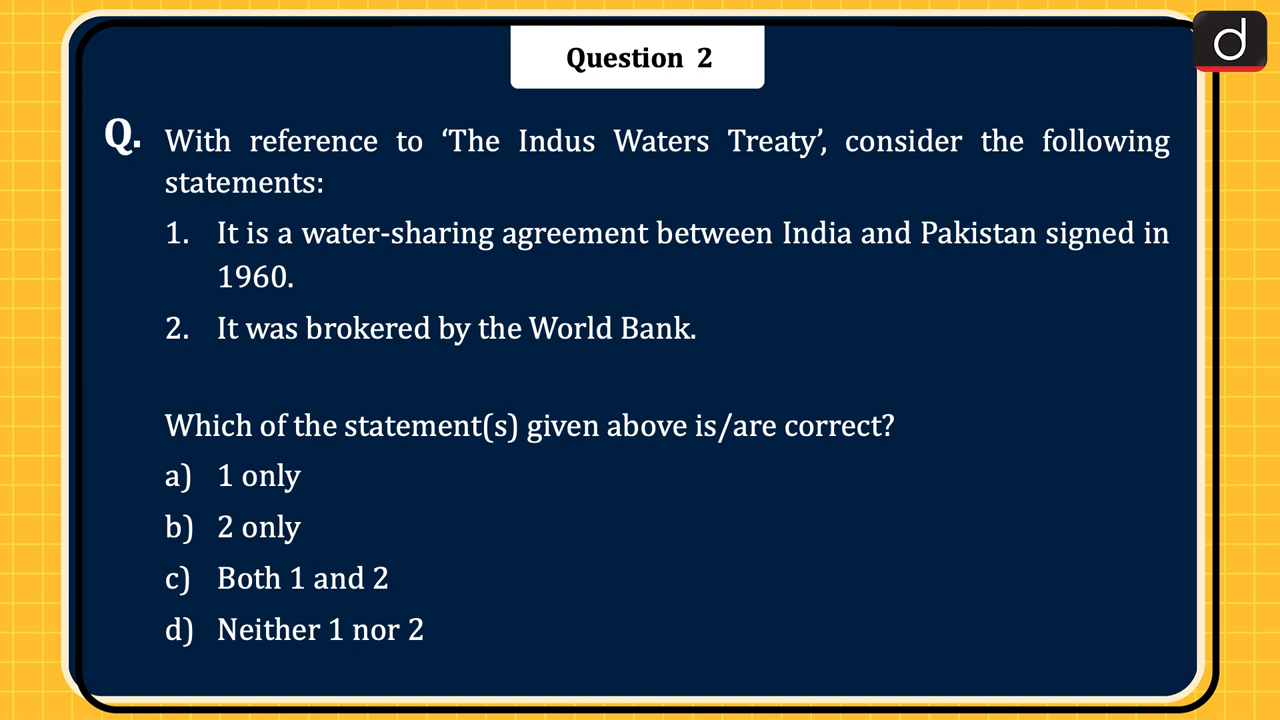 Question 2
d
Q. With reference to ‘The Indus Waters Treaty’, consider the following
statements:
1. It is a water-sharing agreement between India and Pakistan signed in
1960.
2. It was brokered by the World Bank.
Which of the statement(s) given above is/are correct?
a) 1 only
b) 2 only
c) Both 1 and 2
d) Neither 1 nor 2